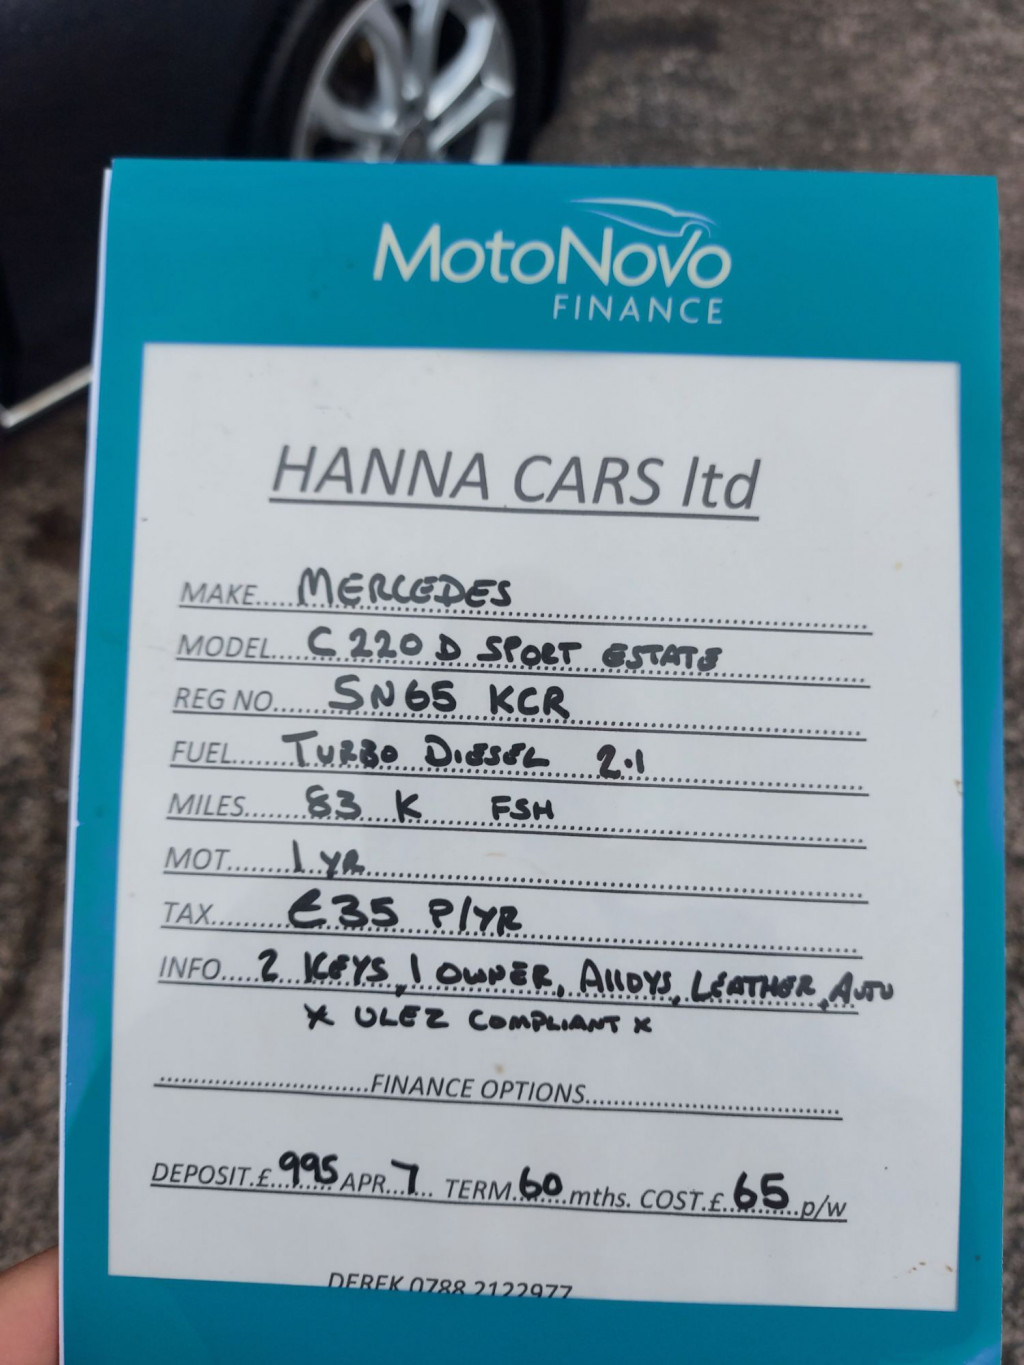 MotoNovo
FINANCE
HANNA CARS ltd
MAKE....MERCEDES
MODEL...C 220 D SPORT ESTATE
REG NO.....SN65 KCR
FUEL.....TURBO DIESEL 2.1
MILES.....83 K FSH
MOT.....1 YR
TAX.....£35 P/YR
INFO....2 KEYS, 1 OWNER, ALLOYS, LEATHER, AUTO
* ULEZ COMPLIANT *
FINANCE OPTIONS
DEPOSIT.£..995 APR..7... TERM.60.mths. COST.£..65..p/w
DEREK 0788 2122977